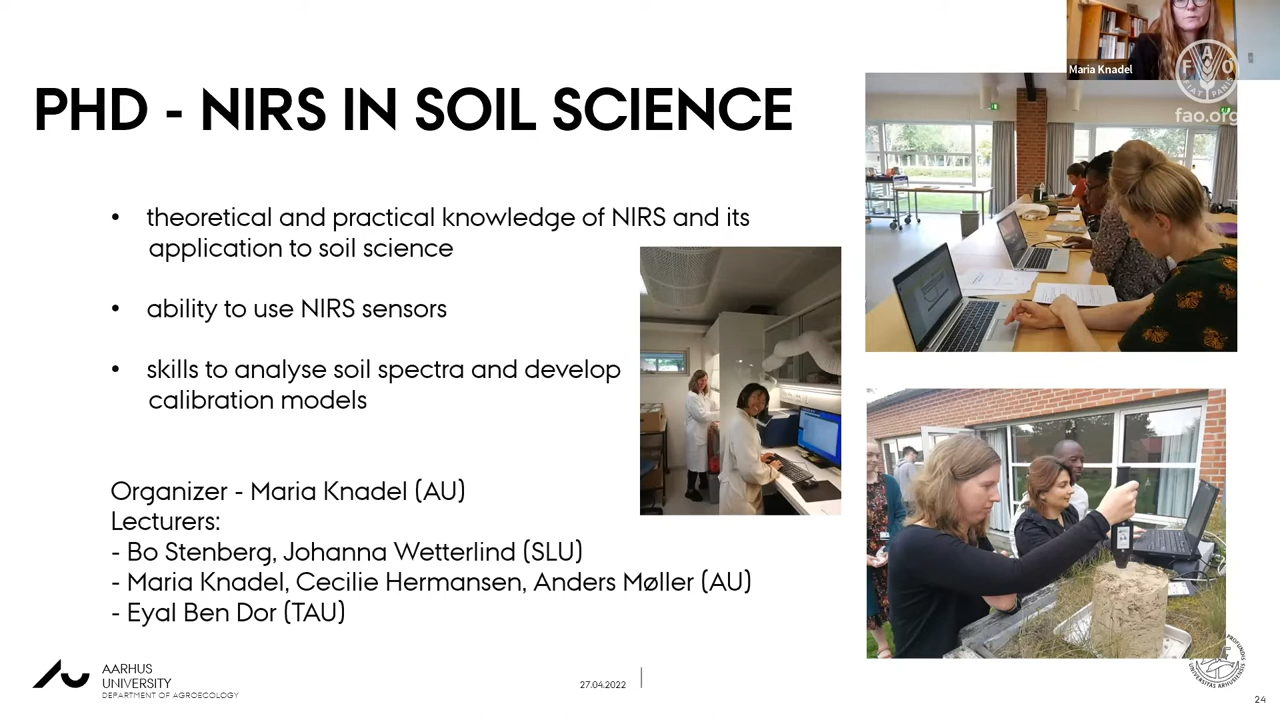 Maria Knadel
FAO
FIAT PANIS
fao.org
PHD - NIRS IN SOIL SCIENCE
• theoretical and practical knowledge of NIRS and its
application to soil science
• ability to use NIRS sensors
• skills to analyse soil spectra and develop
calibration models
Organizer - Maria Knadel (AU)
Lecturers:
- Bo Stenberg, Johanna Wetterlind (SLU)
- Maria Knadel, Cecilie Hermansen, Anders Møller (AU)
- Eyal Ben Dor (TAU)
AARHUS
UNIVERSITY
DEPARTMENT OF AGROECOLOGY
27.04.2022
24